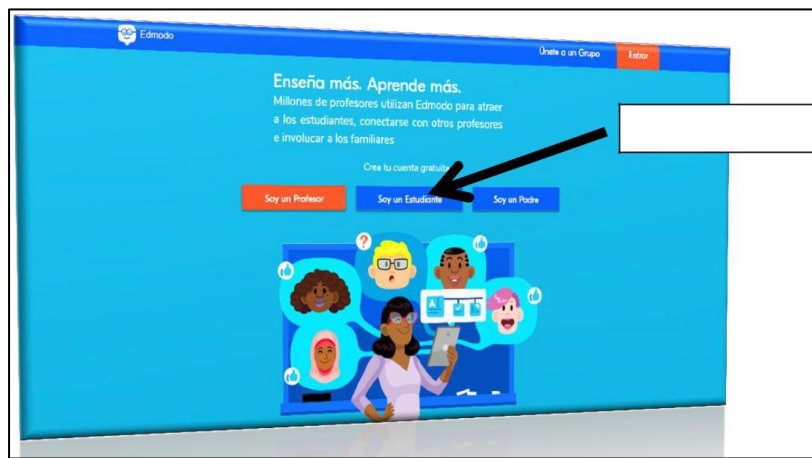 Edmodo
Únete a un Grupo
Entrar
Enseña más. Aprende más.
Millones de profesores utilizan Edmodo para atraer
a los estudiantes, conectarse con otros profesores
e involucrar a los familiares
Crea tu cuenta gratuita
Soy un Profesor
Soy un Estudiante
Soy un Padre